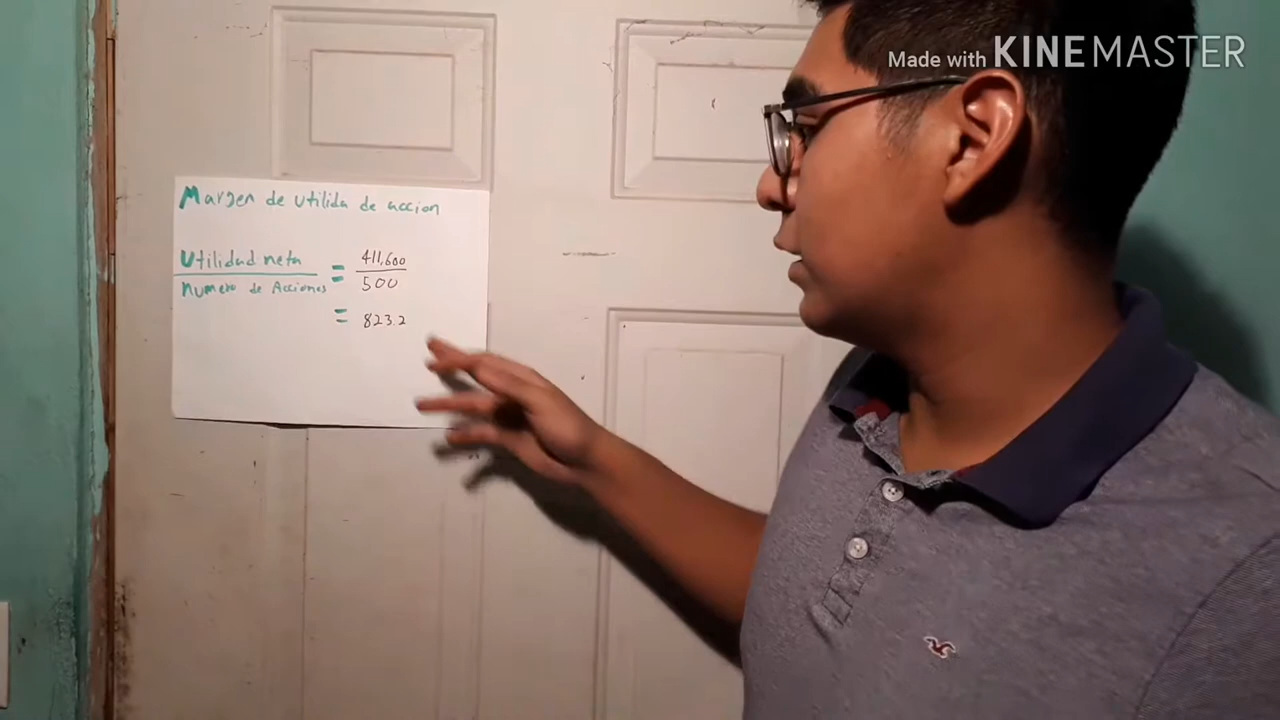 Made with KINEMASTER
Margen de utilida de accion
Utilidad neta = 411,600
numero de Acciones 500
= 823.2